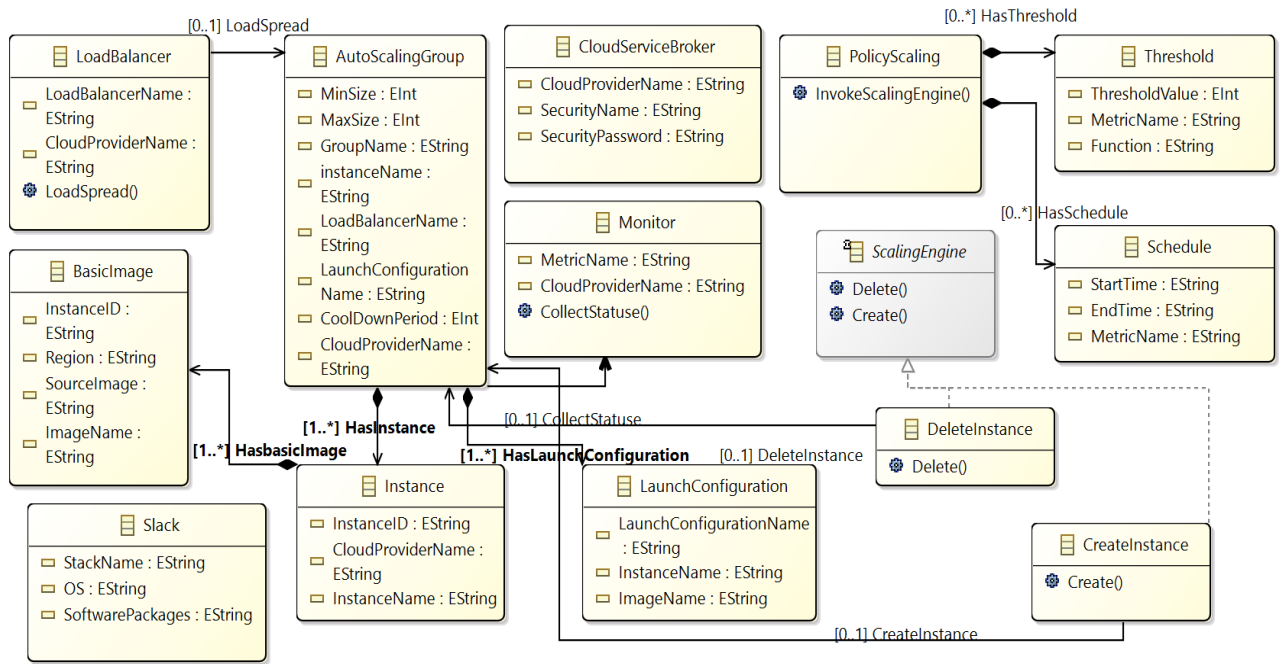 [0..1] LoadSpread
[0..*] HasThreshold
LoadBalancer
LoadBalancerName :
EString
CloudProviderName :
EString
LoadSpread()
AutoScalingGroup
MinSize : EInt
MaxSize : EInt
GroupName : EString
instanceName :
EString
LoadBalancerName :
EString
LaunchConfiguration
Name : EString
CoolDownPeriod : EInt
CloudProviderName :
EString
CloudServiceBroker
CloudProviderName : EString
SecurityName : EString
SecurityPassword : EString
PolicyScaling
InvokeScalingEngine()
Threshold
ThresholdValue : EInt
MetricName : EString
Function : EString
[0..*] HasSchedule
Monitor
MetricName : EString
CloudProviderName : EString
CollectStatuse()
ScalingEngine
Delete()
Create()
Schedule
StartTime : EString
EndTime : EString
MetricName : EString
BasicImage
InstanceID :
EString
Region : EString
SourceImage :
EString
ImageName :
EString
[1..*] HasInstance
[0..1] CollectStatuse
[1..*] HasbasicImage
[1..*] HasLaunchConfiguration
[0..1] DeleteInstance
DeleteInstance
Delete()
Instance
InstanceID : EString
CloudProviderName :
EString
InstanceName : EString
LaunchConfiguration
LaunchConfigurationName
: EString
InstanceName : EString
ImageName : EString
Slack
StackName : EString
OS : EString
SoftwarePackages : EString
CreateInstance
Create()
[0..1] CreateInstance